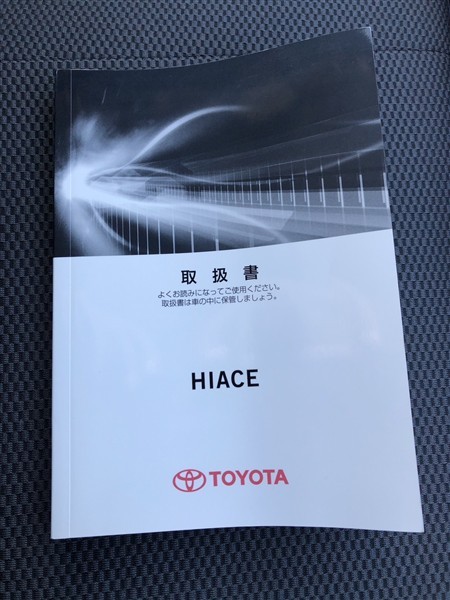 取扱書
よくお読みになってご使用ください。
取扱書は車の中に保管しましょう。
HIACE
TOYOTA